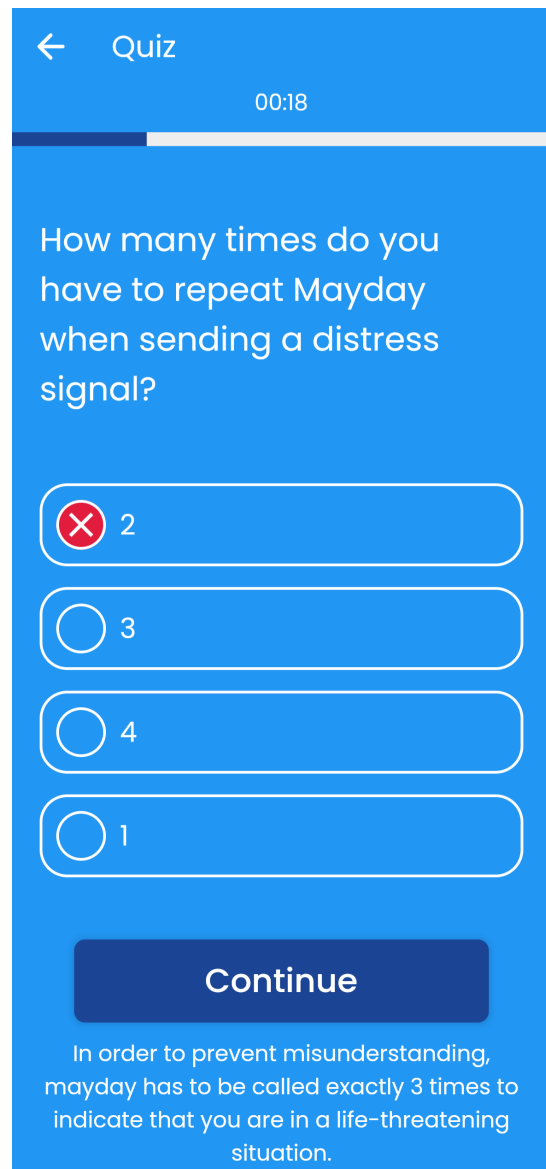 Quiz
00:18
How many times do you
have to repeat Mayday
when sending a distress
signal?
2
3
4
1
Continue
In order to prevent misunderstanding,
mayday has to be called exactly 3 times to
indicate that you are in a life-threatening
situation.